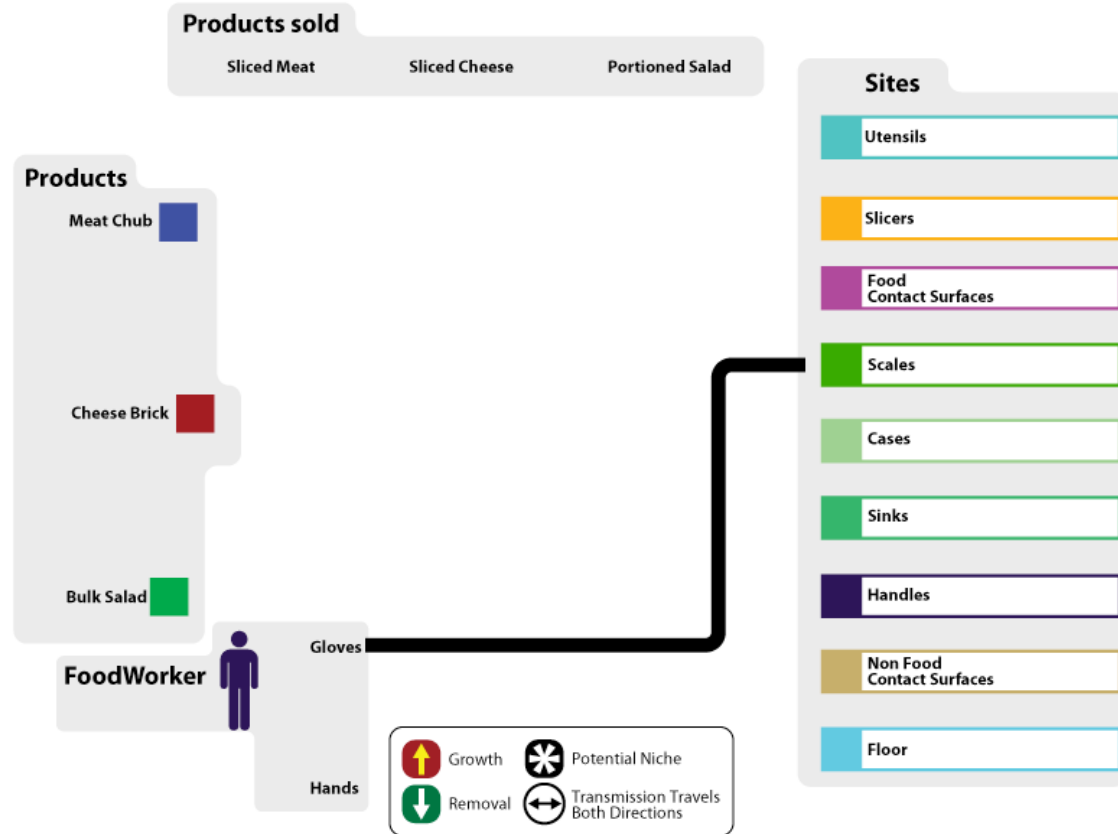 Products sold
Sliced Meat
Sliced Cheese
Portioned Salad
Sites
Utensils
Slicers
Food
Contact Surfaces
Scales
Cases
Sinks
Handles
Non Food
Contact Surfaces
Floor
Products
Meat Chub
Cheese Brick
Bulk Salad
FoodWorker
Gloves
Hands
Growth
Potential Niche
Removal
Transmission Travels
Both Directions